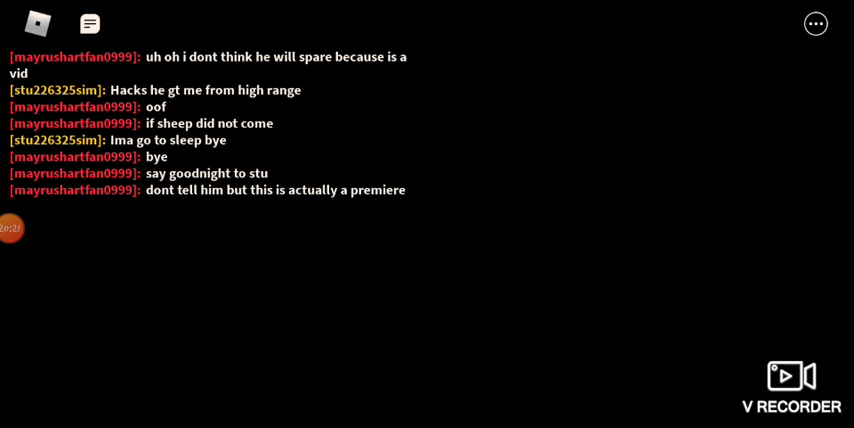 [mayrushartfan0999]: uh oh i dont think he will spare because is a
vid
[stu226325sim]: Hacks he gt me from high range
[mayrushartfan0999]: oof
[mayrushartfan0999]: if sheep did not come
[stu226325sim]: Ima go to sleep bye
[mayrushartfan0999]: bye
[mayrushartfan0999]: say goodnight to stu
[mayrushartfan0999]: dont tell him but this is actually a premiere
20:21
V RECORDER